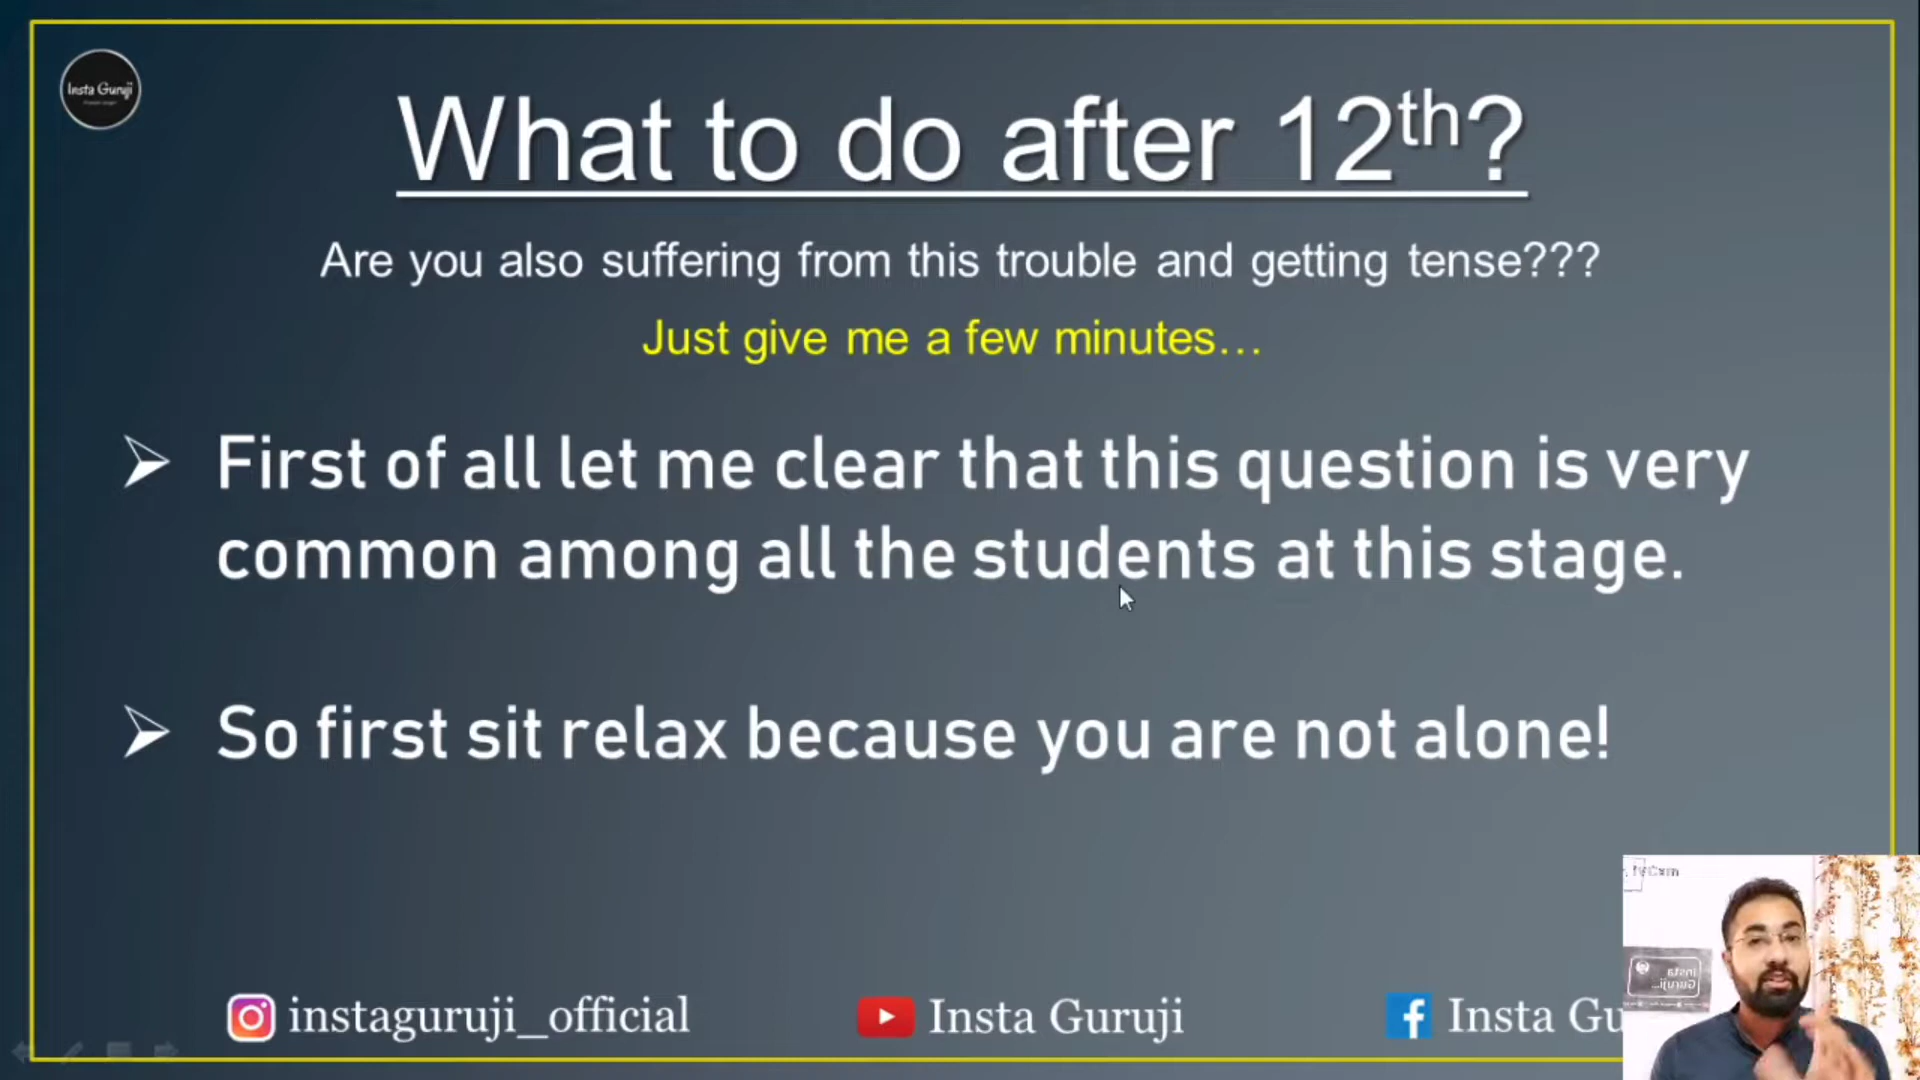 Insta Guruji
What to do after 12th?
Are you also suffering from this trouble and getting tense???
Just give me a few minutes...
➢ First of all let me clear that this question is very
common among all the students at this stage.
➢ So first sit relax because you are not alone!
Insta
Guruji...
instaguruji_official
Insta Guruji
Insta Gu